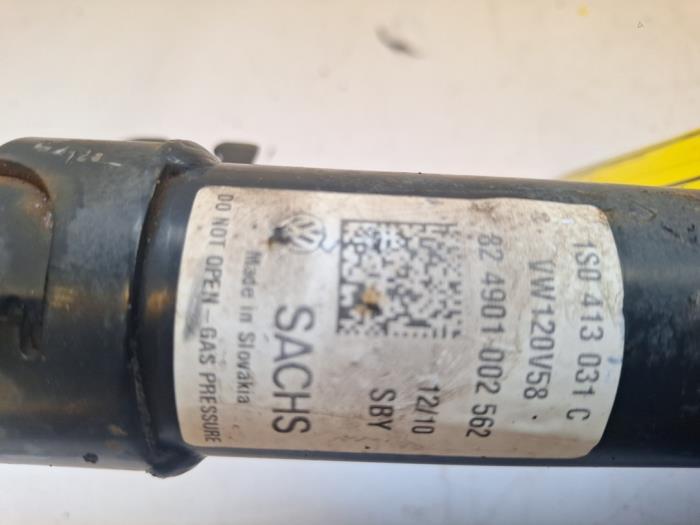 1S0 413 031 C
VW120V58
82 4901 002 562
12/10
SBY
SACHS
Made in Slovakia
DO NOT OPEN - GAS PRESSURE